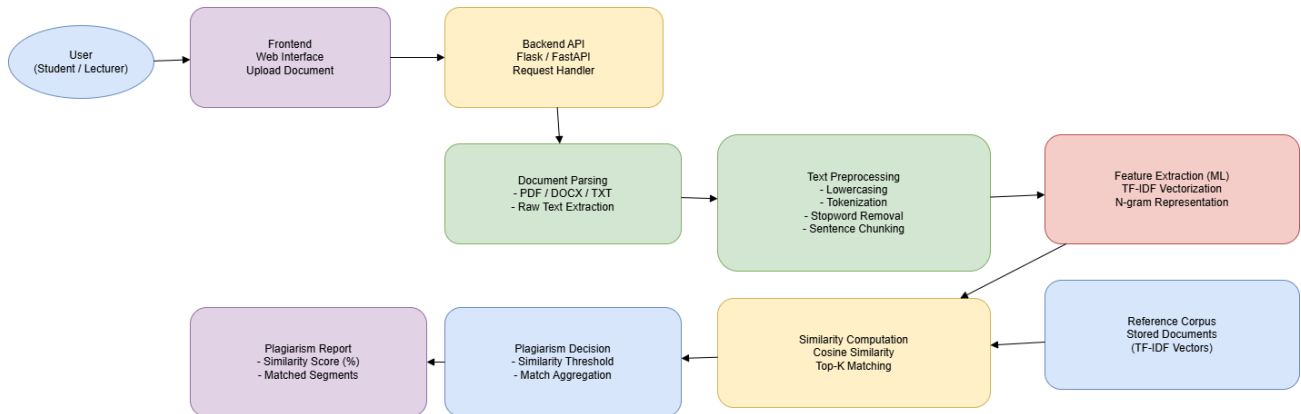 User
(Student / Lecturer)
Frontend
Web Interface
Upload Document
Backend API
Flask / FastAPI
Request Handler
Document Parsing
- PDF / DOCX / TXT
- Raw Text Extraction
Text Preprocessing
- Lowercasing
- Tokenization
- Stopword Removal
- Sentence Chunking
Feature Extraction (ML)
TF-IDF Vectorization
N-gram Representation
Reference Corpus
Stored Documents
(TF-IDF Vectors)
Similarity Computation
Cosine Similarity
Top-K Matching
Plagiarism Decision
- Similarity Threshold
- Match Aggregation
Plagiarism Report
- Similarity Score (%)
- Matched Segments